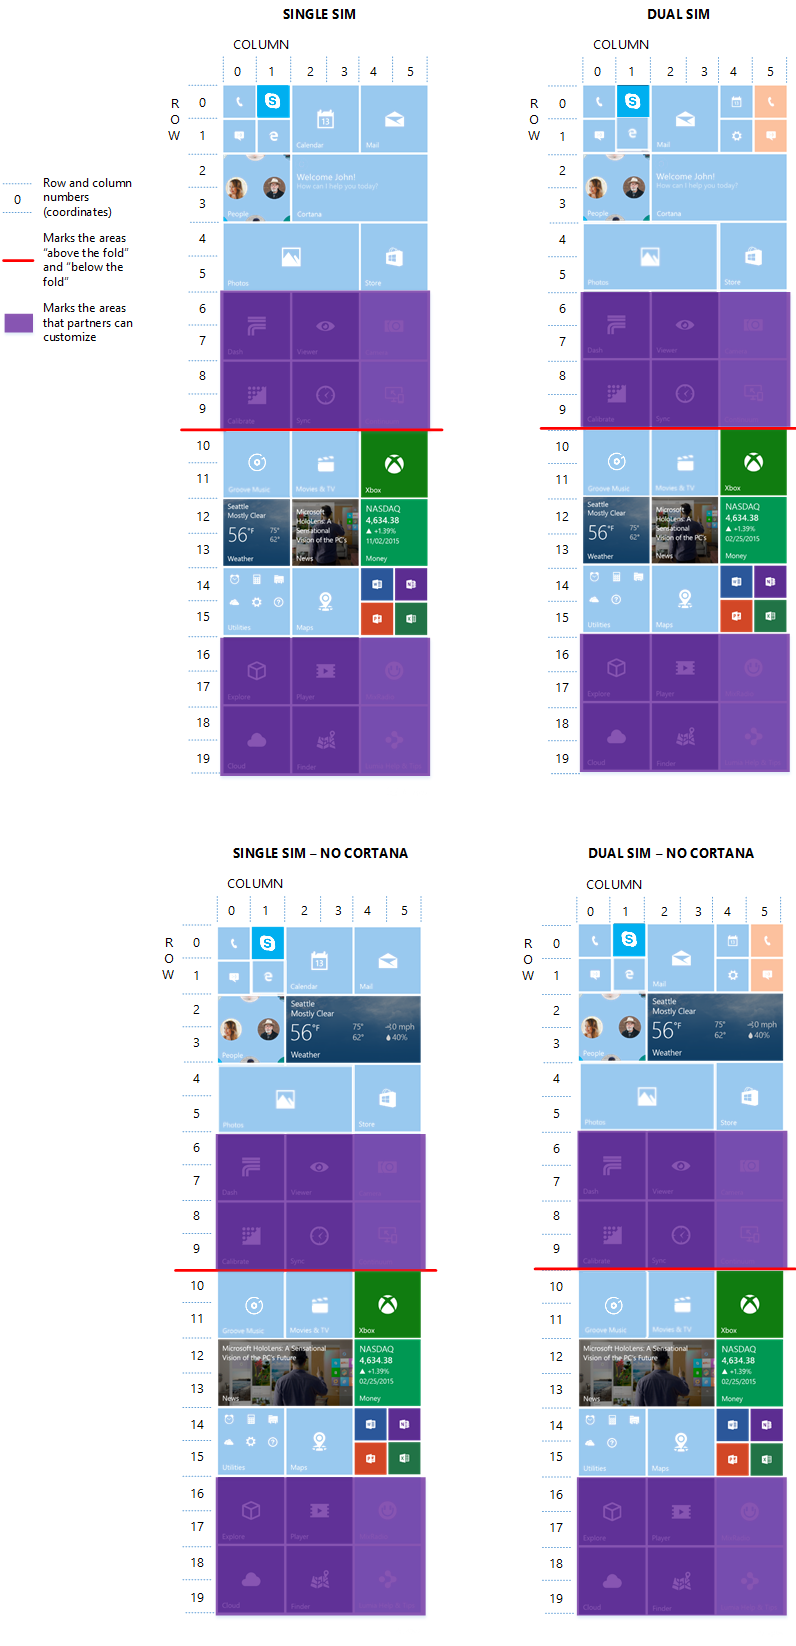 SINGLE SIM
DUAL SIM
COLUMN
COLUMN
0 1 2 3 4 5
0 1 2 3 4 5
ROW
ROW
0
1
2
3
4
5
6
7
8
9
10
11
12
13
14
15
16
17
18
19
0
Row and column
numbers
(coordinates)
Marks the areas
“above the fold”
and “below the
fold”
Marks the areas
that partners can
customize
13
Calendar
Mail
People
Welcome John!
How can I help you today?
Cortana
Photos
Store
Dash
Viewer
Calibrate
Sync
Groove Music
Movies & TV
Xbox
Seattle
Mostly Clear
56°F 75° 62°
Weather
Microsoft
HoloLens: A
Sensational
Vision of the PC's
News
NASDAQ
4,634.38
▲ +1.39%
11/02/2015
Money
Utilities
Maps
Explore
Player
Cloud
Finder
0
1
2
3
4
5
6
7
8
9
10
11
12
13
14
15
16
17
18
19
Mail
People
Welcome John!
How can I help you today?
Cortana
Photos
Store
Dash
Viewer
Calibrate
Sync
Groove Music
Movies & TV
Xbox
Seattle
Mostly Clear
56°F 75° 62°
Weather
Microsoft
HoloLens: A
Sensational
Vision of the PC's
News
NASDAQ
4,634.38
▲ +1.39%
02/25/2015
Money
Utilities
Maps
Explore
Player
Cloud
Finder
SINGLE SIM – NO CORTANA
DUAL SIM – NO CORTANA
COLUMN
COLUMN
0 1 2 3 4 5
0 1 2 3 4 5
ROW
ROW
0
1
2
3
4
5
6
7
8
9
10
11
12
13
14
15
16
17
18
19
13
Calendar
Mail
People
Seattle
Mostly Clear
56°F 75° 62° 0 mph 40%
Weather
Photos
Store
Dash
Viewer
Calibrate
Sync
Groove Music
Movies & TV
Xbox
Microsoft HoloLens: A Sensational
Vision of the PC's Future
News
NASDAQ
4,634.38
▲ +1.39%
02/25/2015
Money
Utilities
Maps
Explore
Player
Cloud
Finder
0
1
2
3
4
5
6
7
8
9
10
11
12
13
14
15
16
17
18
19
Mail
People
Seattle
Mostly Clear
56°F 75° 62° 0 mph 40%
Weather
Photos
Store
Dash
Viewer
Calibrate
Sync
Groove Music
Movies & TV
Xbox
Microsoft HoloLens: A Sensational
Vision of the PC's Future
News
NASDAQ
4,634.38
▲ +1.39%
02/25/2015
Money
Utilities
Maps
Explore
Player
Cloud
Finder